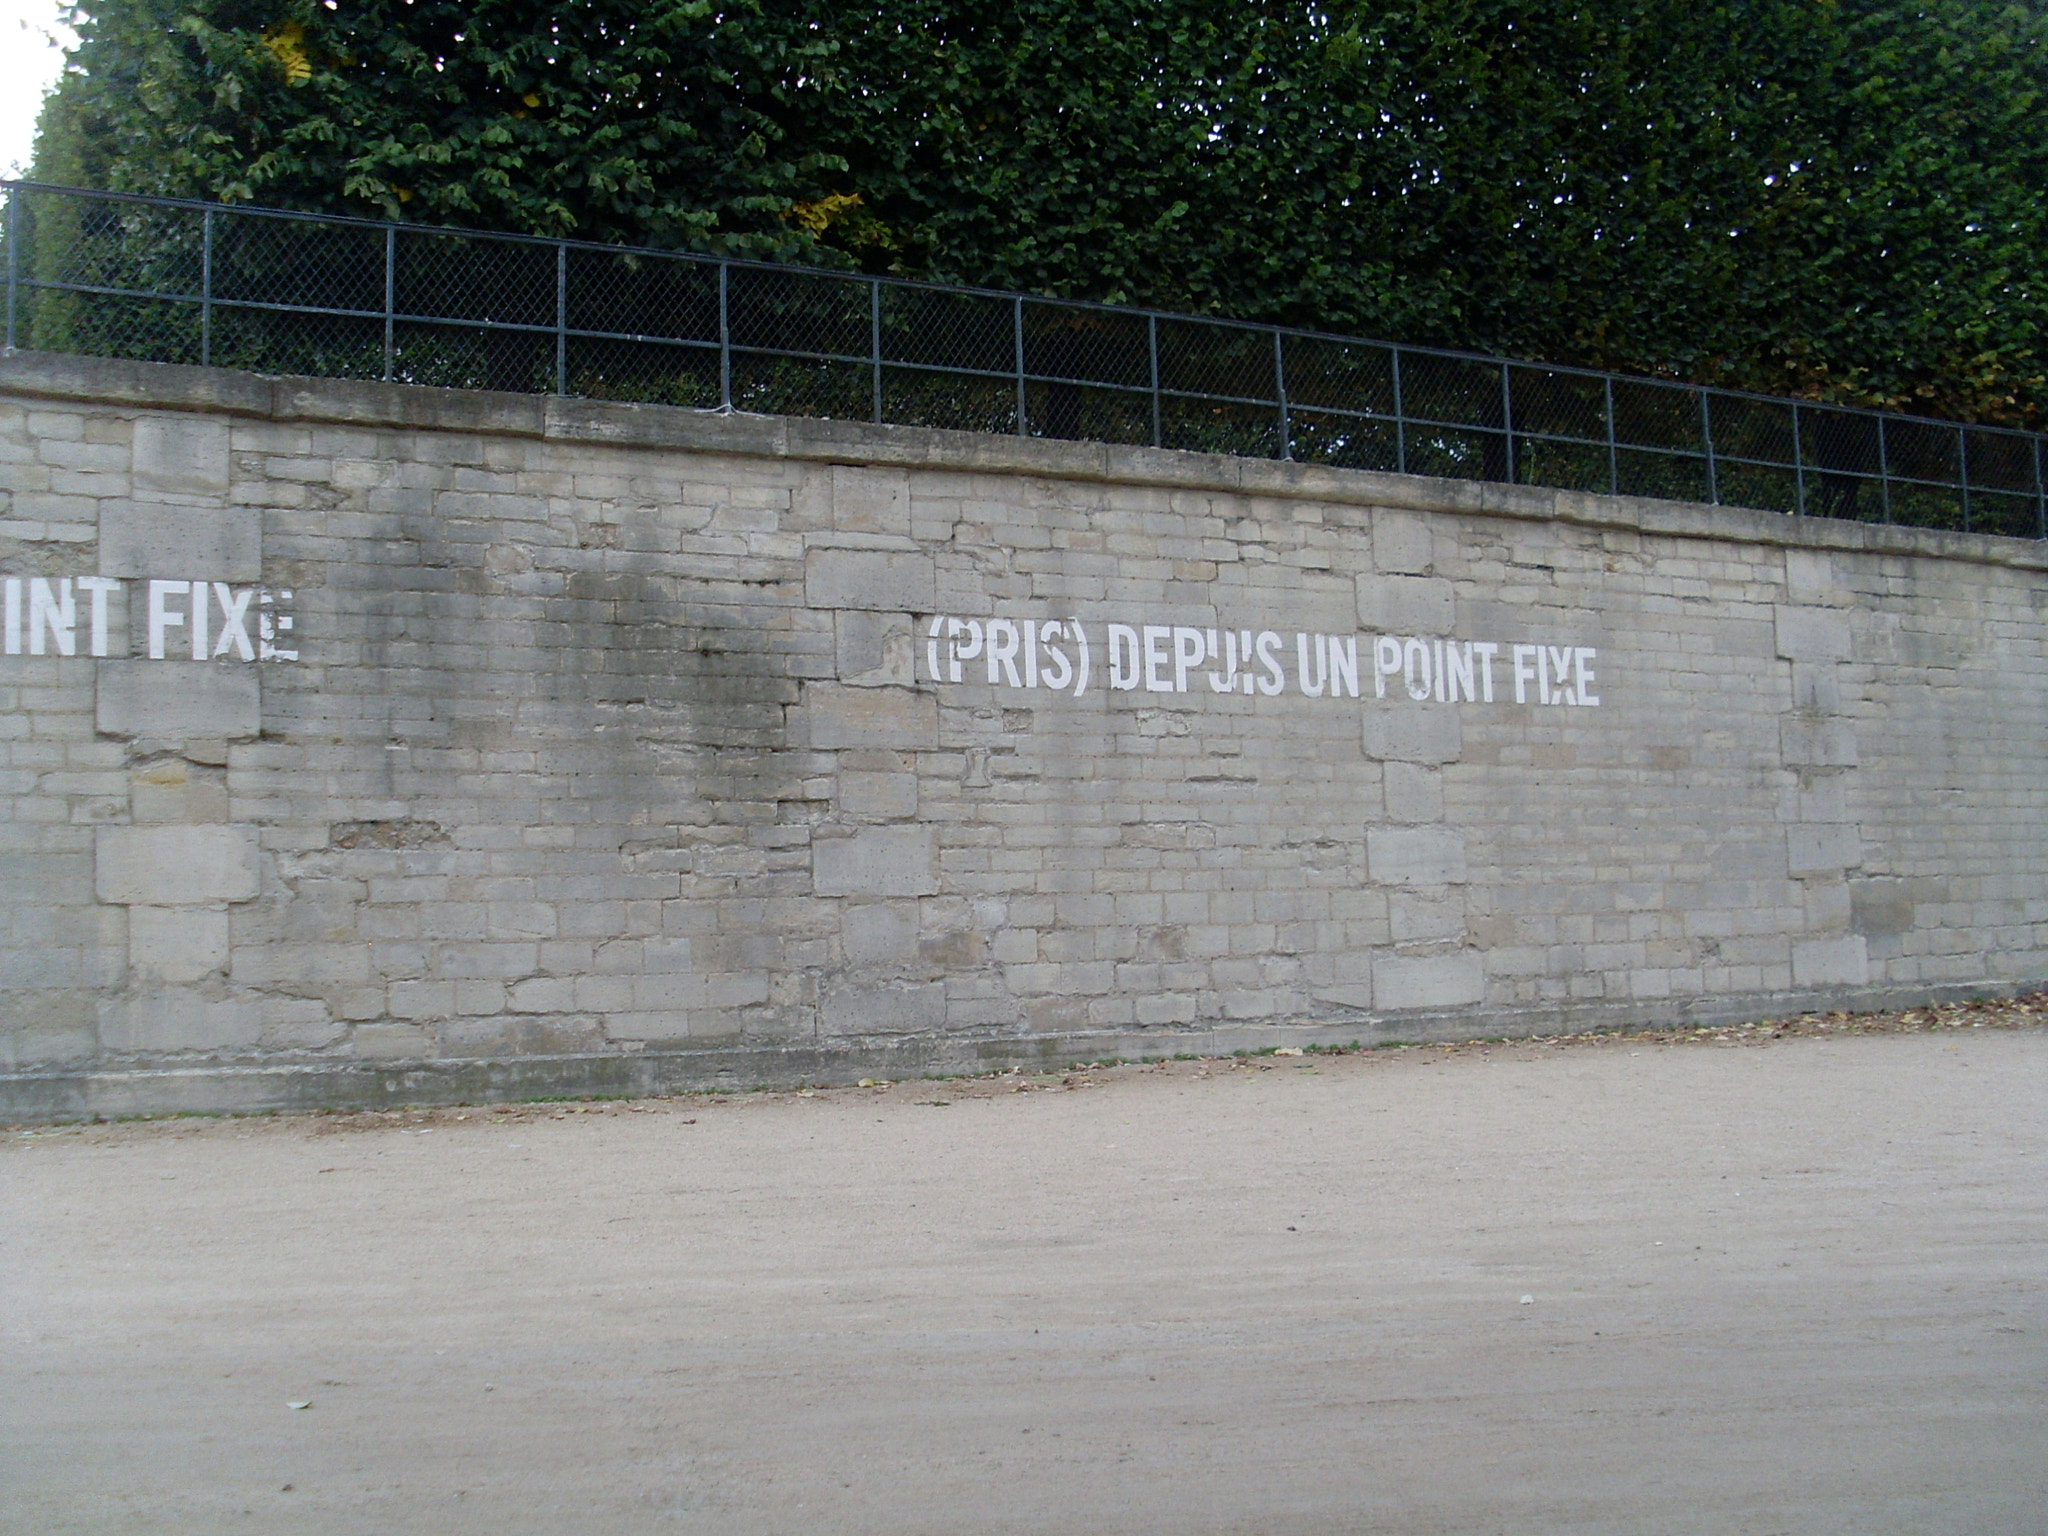 INT FIXE
(PRIS) DEPUIS UN POINT FIXE